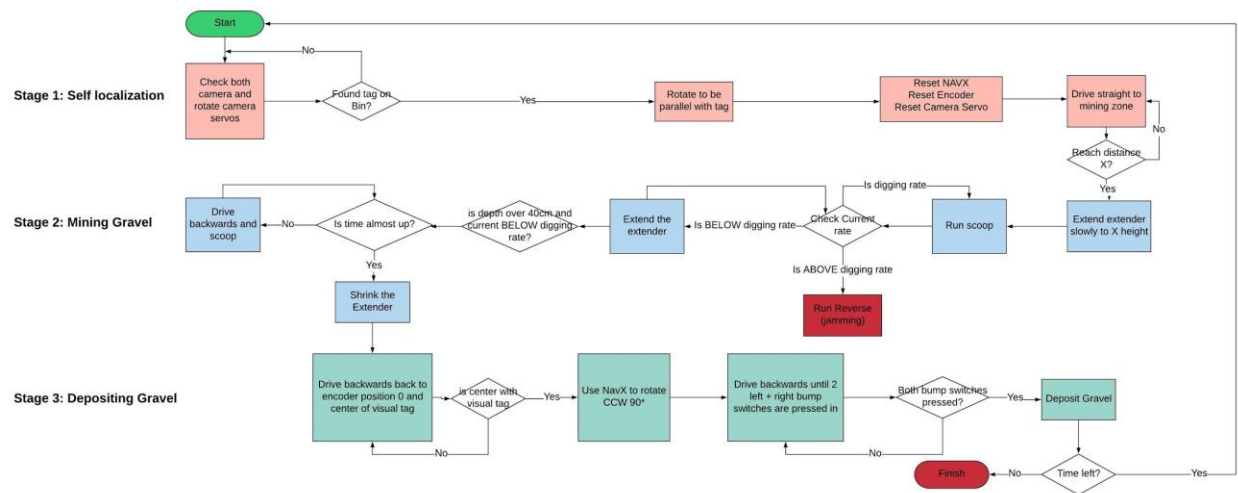 Start
No
Stage 1: Self localization
Check both
camera and
rotate camera
servos
Found tag on
Bin?
Yes
Rotate to be
parallel with tag
Reset NAVX
Reset Encoder
Reset Camera Servo
Drive straight to
mining zone
No
Reach distance
X?
Yes
Stage 2: Mining Gravel
Drive
backwards and
scoop
No
Is time almost up?
is depth over 40cm and
current BELOW digging
rate?
Extend the
extender
Is BELOW digging rate
Is digging rate
Check Current
rate
Run scoop
Extend extender
slowly to X height
Yes
Is ABOVE digging rate
Shrink the
Extender
Run Reverse
(jamming)
Stage 3: Depositing Gravel
Drive backwards back to
encoder position 0 and
center of visual tag
is center with
visual tag
Yes
No
Use NavX to rotate
CCW 90*
Drive backwards until 2
left + right bump
switches are pressed in
Both bump switches
pressed?
Yes
No
Deposit Gravel
Finish
No
Time left?
Yes